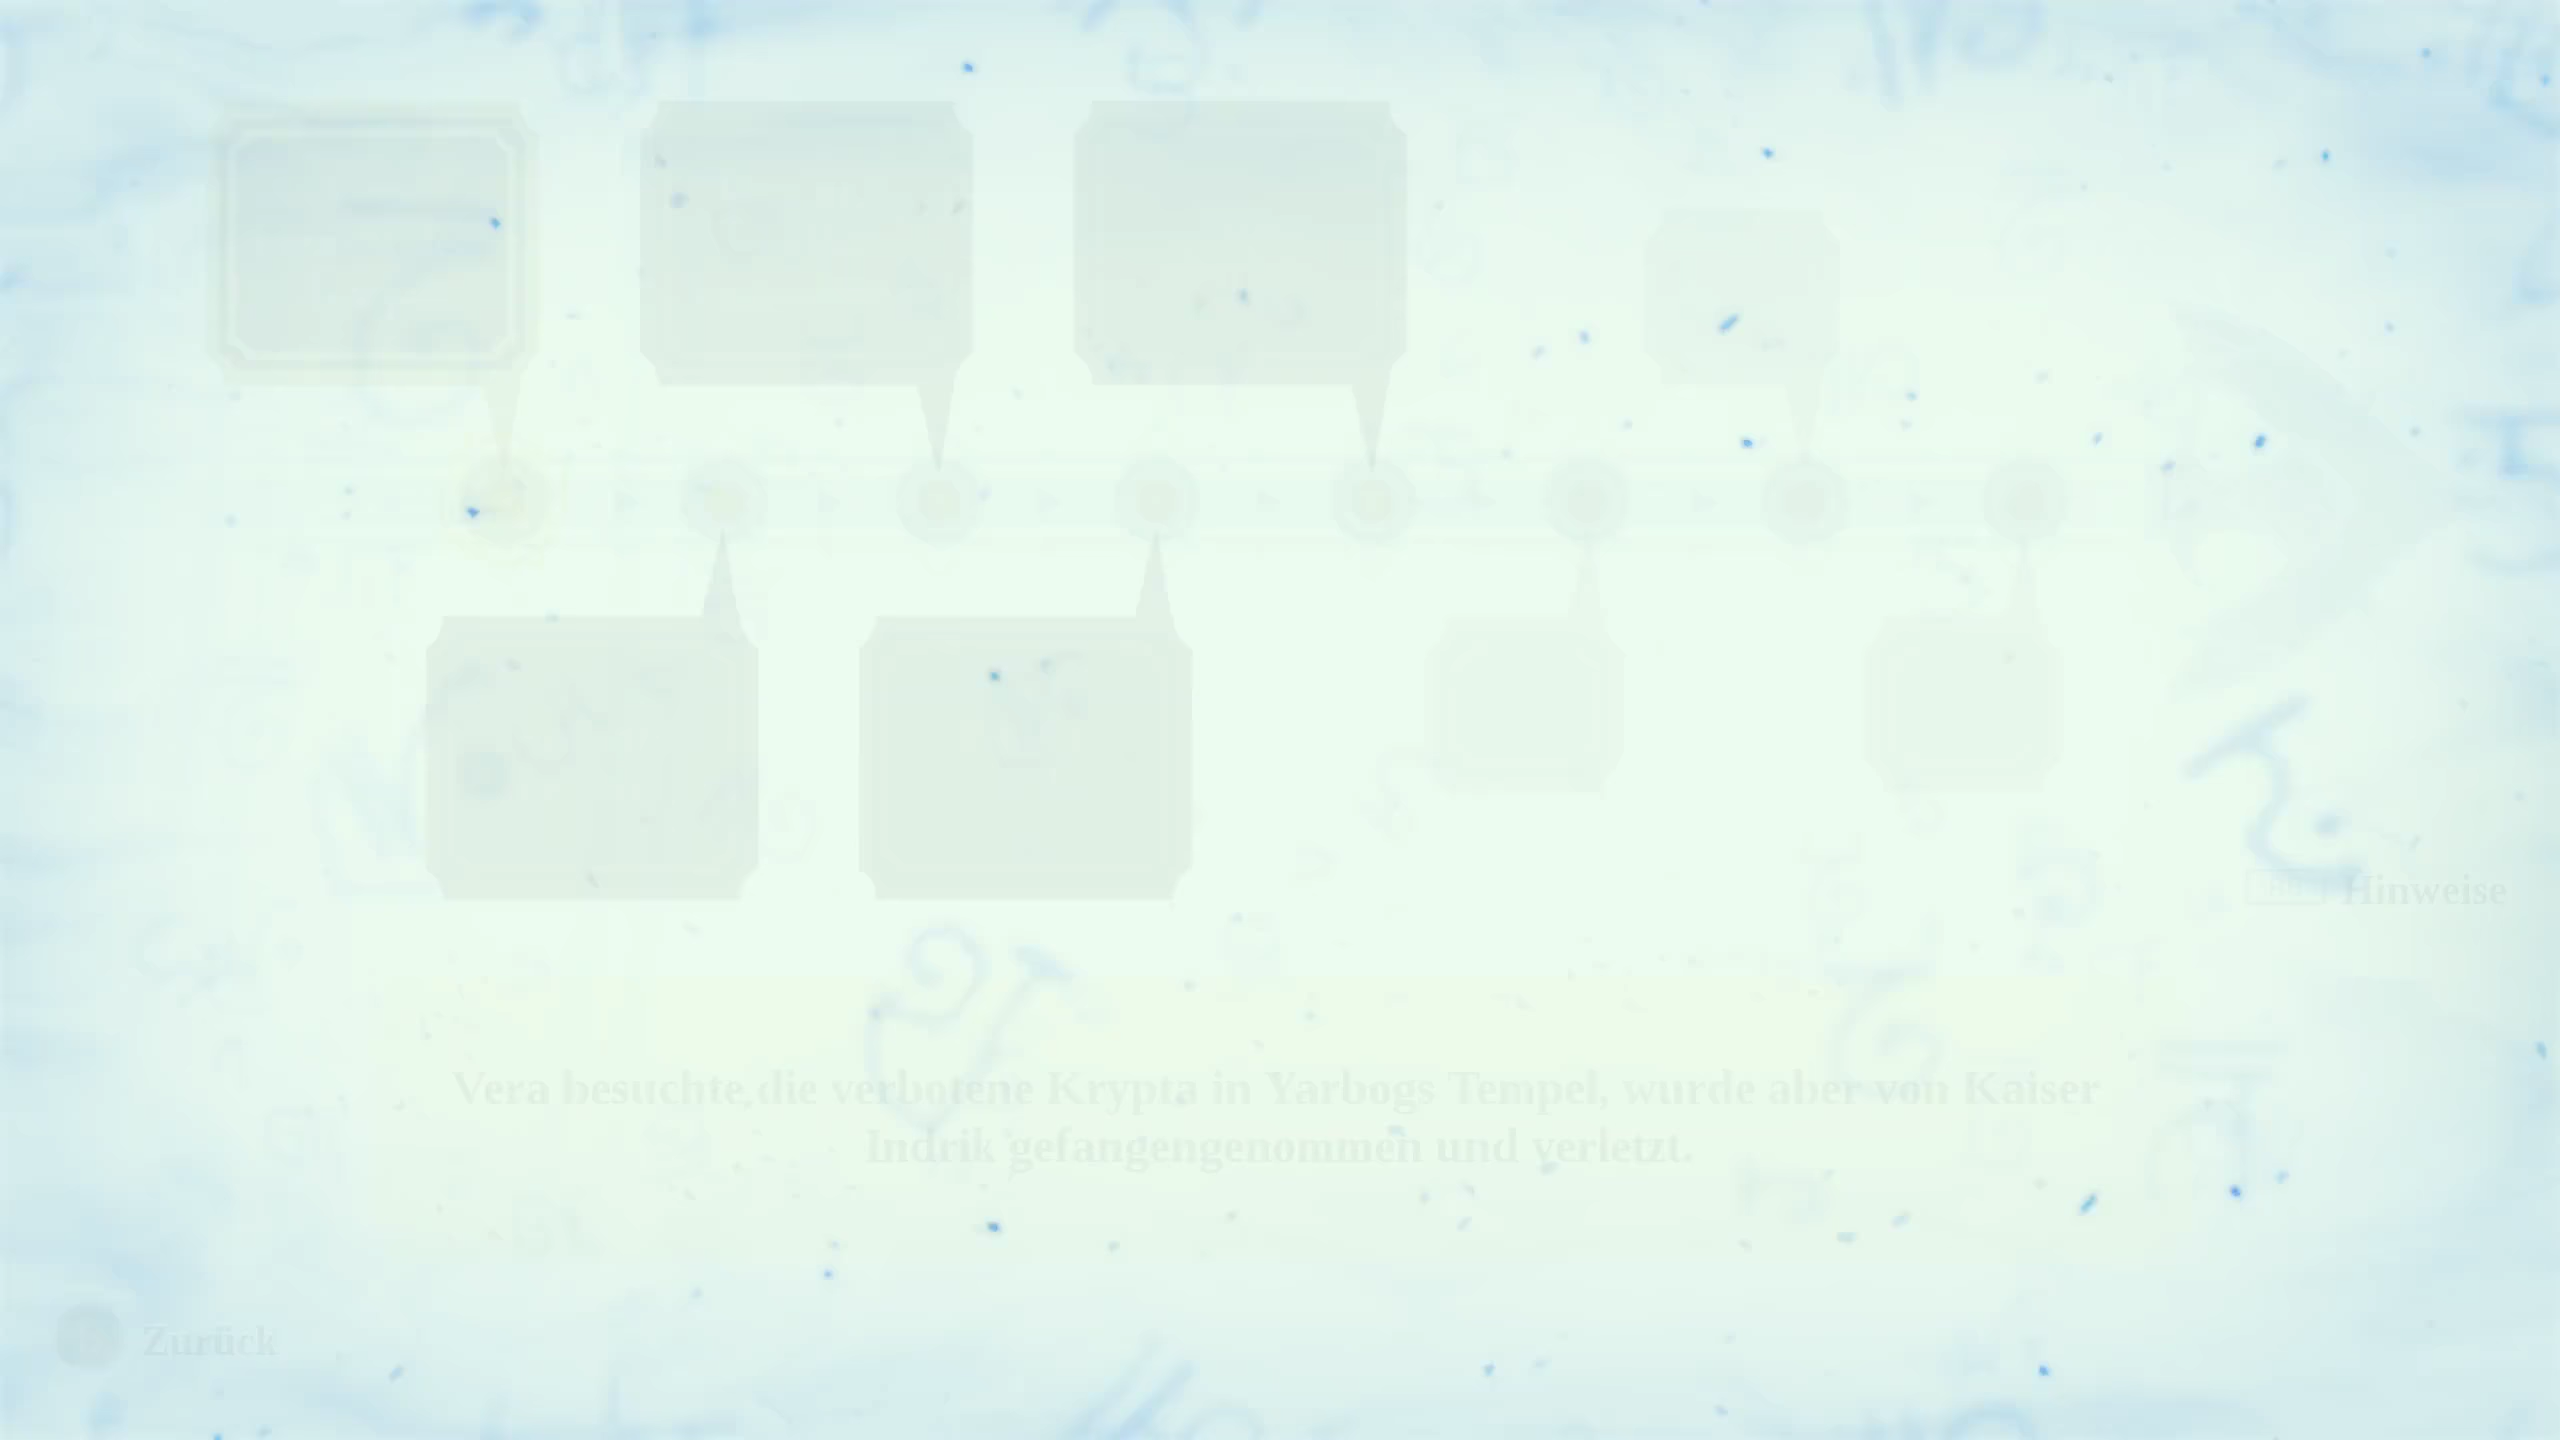 Hinweise
Vera besuchte die verbotene Krypta in Yarbogs Tempel, wurde aber von Kaiser
Indrik gefangengenommen und verletzt.
Zurück